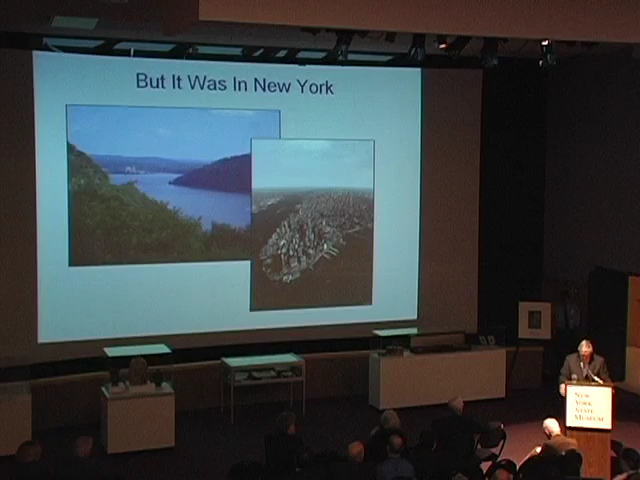 But It Was In New York
NEW
YORK
STATE
MUSEUM